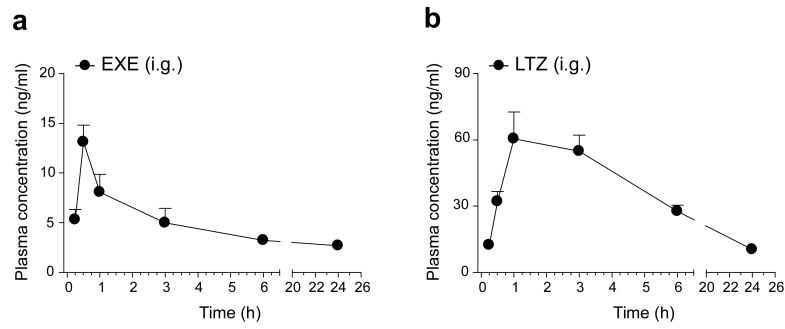 a
EXE (i.g.)
Plasma concentration (ng/ml)
20
15
10
5
0
0 1 2 3 4 5 6 20 22 24 26
Time (h)
b
LTZ (i.g.)
Plasma concentration (ng/ml)
90
60
30
0
0 1 2 3 4 5 6 20 22 24 26
Time (h)